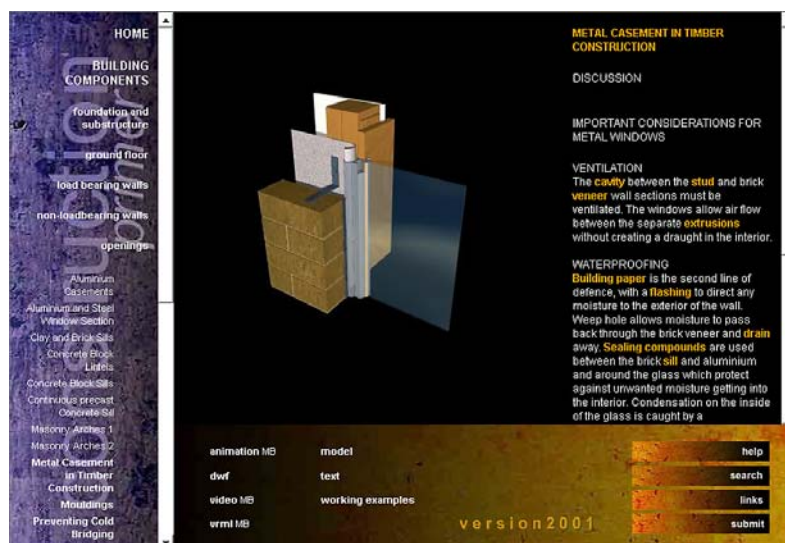 HOME
BUILDING
COMPONENTS
foundation and
substructure
ground floor
load bearing walls
non-loadbearing walls
openings
Aluminium
Casements
Aluminium and Steel
Window Section
Clay and Brick Sills
Concrete Block
Lintels
Concrete Block Sills
Continuous precast
Concrete Sill
Masonry Arches 1
Masonry Arches 2
Metal Casement
in Timber
Construction
Mouldings
Preventing Cold
Bridging
METAL CASEMENT IN TIMBER
CONSTRUCTION
DISCUSSION
IMPORTANT CONSIDERATIONS FOR
METAL WINDOWS
VENTILATION
The cavity between the stud and brick
veneer wall sections must be
ventilated. The windows allow air flow
between the separate extrusions
without creating a draught in the interior.
WATERPROOFING
Building paper is the second line of
defence, with a flashing to direct any
moisture to the exterior of the wall.
Weep hole allows moisture to pass
back through the brick veneer and drain
away. Sealing compounds are used
between the brick sill and aluminium
and around the glass which protect
against unwanted moisture getting into
the interior. Condensation on the inside
of the glass is caught by a
animation MB
model
dwf
text
video MB
working examples
vrml MB
version2001
help
search
links
submit